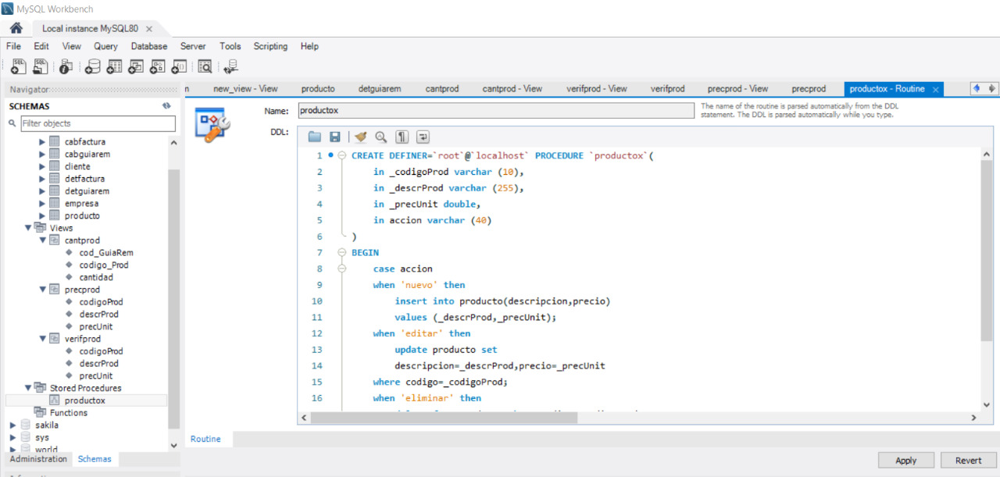 MySQL Workbench
Local instance MySQL80
File Edit View Query Database Server Tools Scripting Help
Navigator
SCHEMAS
Filter objects
cabfactura
cabguiarem
cliente
detfactura
detguiarem
empresa
producto
Views
cantprod
cod_GuiaRem
codigo_Prod
cantidad
precprod
codigoProd
descrProd
precUnit
verifprod
codigoProd
descrProd
precUnit
Stored Procedures
productox
Functions
sakila
sys
world
Administration Schemas
new_view - View producto detguiarem cantprod cantprod - View verifprod - View verifprod precprod - View precprod productox - Routine
Name: productox
The name of the routine is parsed automatically from the DDL
statement. The DDL is parsed automatically while you type.
DDL:
1 CREATE DEFINER=`root`@`localhost` PROCEDURE `productox`(
2 in _codigoProd varchar (10),
3 in _descrProd varchar (255),
4 in _precUnit double,
5 in accion varchar (40)
6 )
7 BEGIN
8 case accion
9 when 'nuevo' then
10 insert into producto(descripcion,precio)
11 values (_descrProd,_precUnit);
12 when 'editar' then
13 update producto set
14 descripcion=_descrProd,precio=_precUnit
15 where codigo=_codigoProd;
16 when 'eliminar' then
Routine
Apply Revert